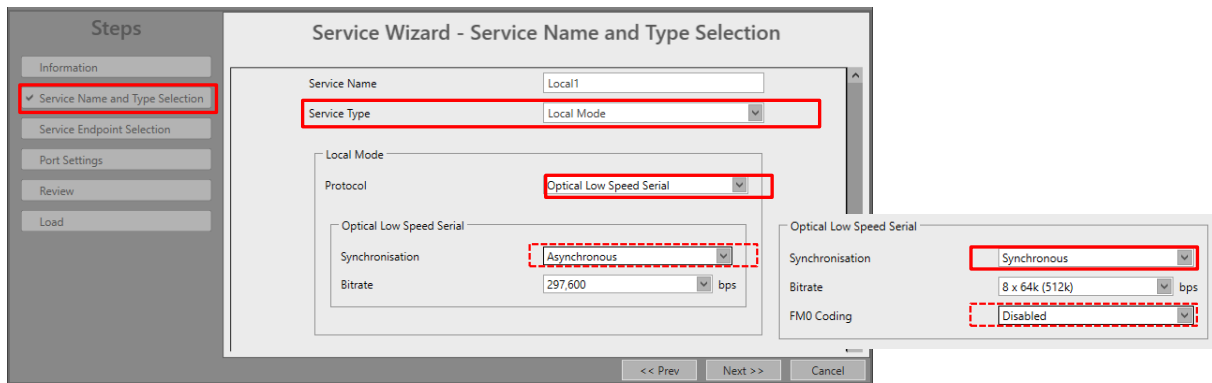 Steps
Information
✔ Service Name and Type Selection
Service Endpoint Selection
Port Settings
Review
Load
Service Wizard - Service Name and Type Selection
Service Name Local1
Service Type Local Mode
Local Mode
Protocol Optical Low Speed Serial
Optical Low Speed Serial
Synchronisation Asynchronous
Bitrate 297,600 bps
<< Prev Next >> Cancel
Optical Low Speed Serial
Synchronisation Synchronous
Bitrate 8 x 64k (512k) bps
FM0 Coding Disabled